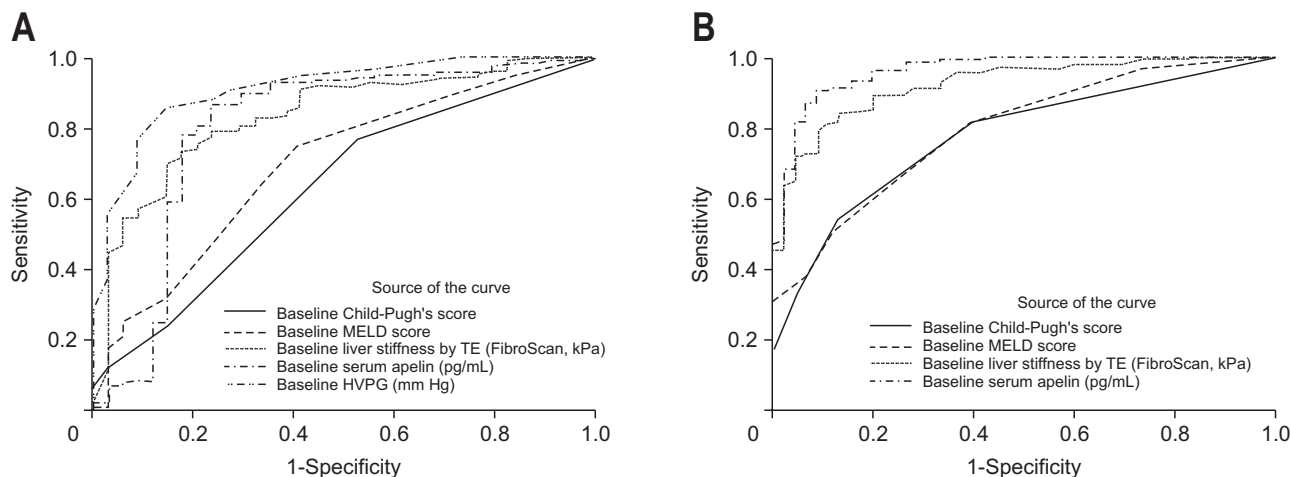 A
1.0
0.8
0.6
0.4
0.2
Sensitivity
0
0.2
0.4
0.6
0.8
1.0
1-Specificity
Source of the curve
Baseline Child-Pugh's score
Baseline MELD score
Baseline liver stiffness by TE (FibroScan, kPa)
Baseline serum apelin (pg/mL)
Baseline HVPG (mm Hg)
B
1.0
0.8
0.6
0.4
0.2
Sensitivity
0
0.2
0.4
0.6
0.8
1.0
1-Specificity
Source of the curve
Baseline Child-Pugh's score
Baseline MELD score
Baseline liver stiffness by TE (FibroScan, kPa)
Baseline serum apelin (pg/mL)